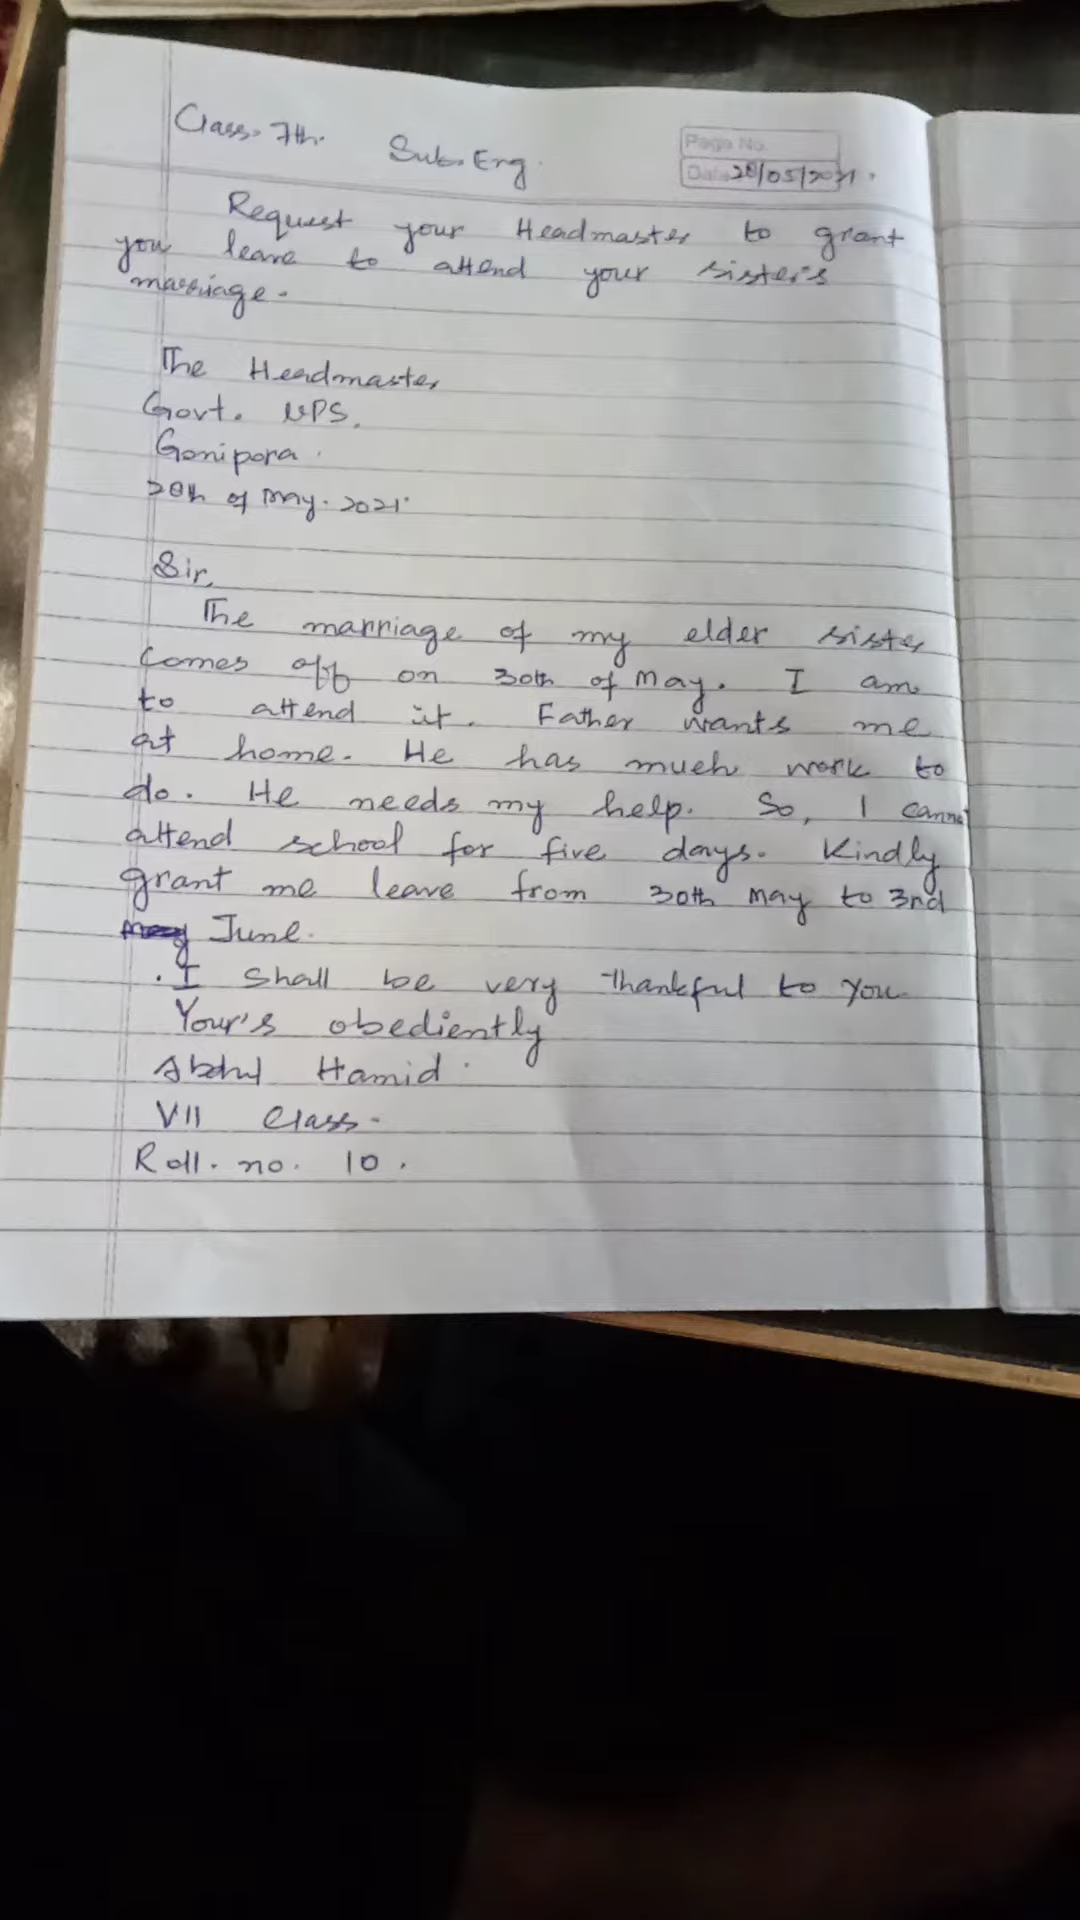 Class. 7th. Sub. Eng.
Page No.
Date 28/05/2021.
Request your Headmaster to grant
you leave to attend your sister's
marriage.
The Headmaster
Govt. UPS.
Gonipora.
28th of May. 2021.
Sir,
The marriage of my elder sister
comes off on 30th of May. I am
to attend it. Father wants me
at home. He has much work to
do. He needs my help. So, I cannot
attend school for five days. Kindly
grant me leave from 30th May to 3nd
May June.
. I shall be very thankful to you
Your's obediently
Abdul Hamid.
VII Class.
Roll. no. 10.